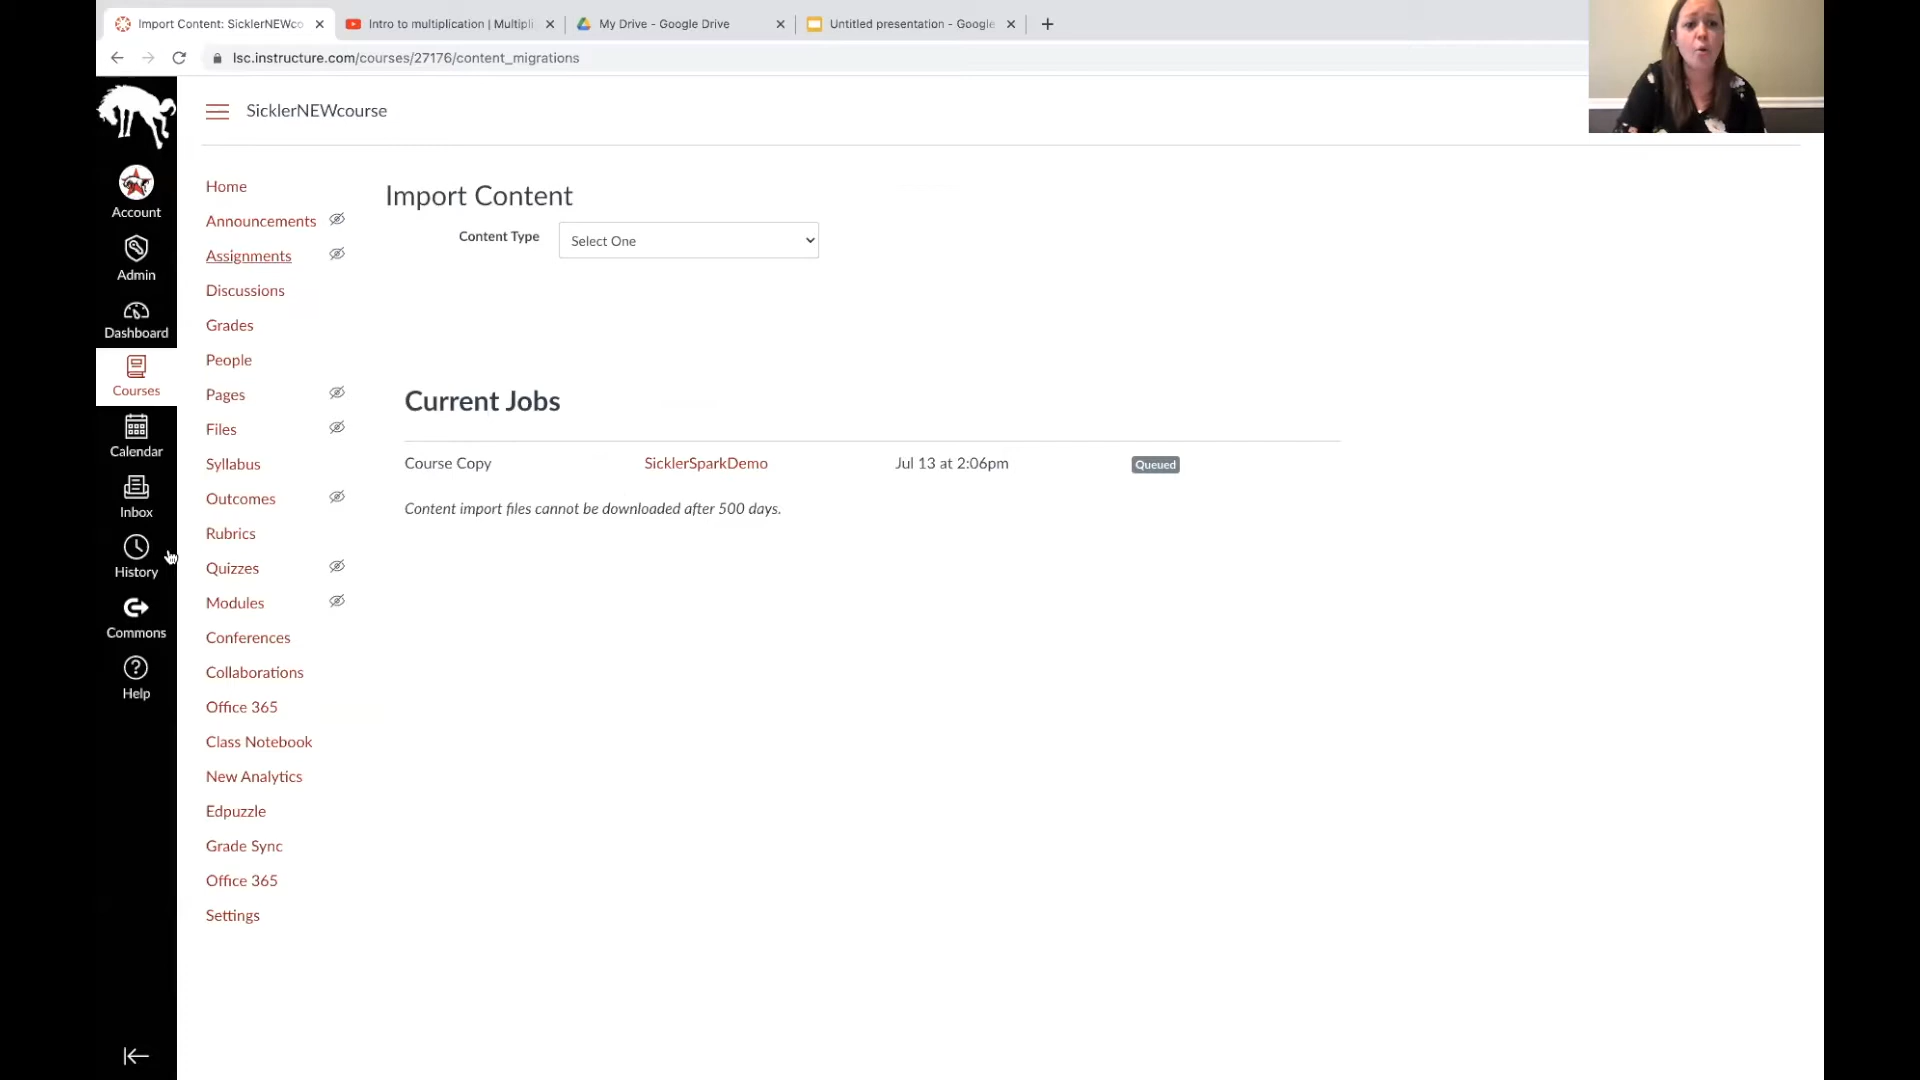 Import Content: SicklerNEWco
Intro to multiplication | Multipl
My Drive - Google Drive
Untitled presentation - Google
lsc.instructure.com/courses/27176/content_migrations
SicklerNEWcourse
Account
Admin
Dashboard
Courses
Calendar
Inbox
History
Commons
Help
Home
Announcements
Assignments
Discussions
Grades
People
Pages
Files
Syllabus
Outcomes
Rubrics
Quizzes
Modules
Conferences
Collaborations
Office 365
Class Notebook
New Analytics
Edpuzzle
Grade Sync
Office 365
Settings
Import Content
Content Type Select One
Current Jobs
Course Copy SicklerSparkDemo Jul 13 at 2:06pm Queued
Content import files cannot be downloaded after 500 days.